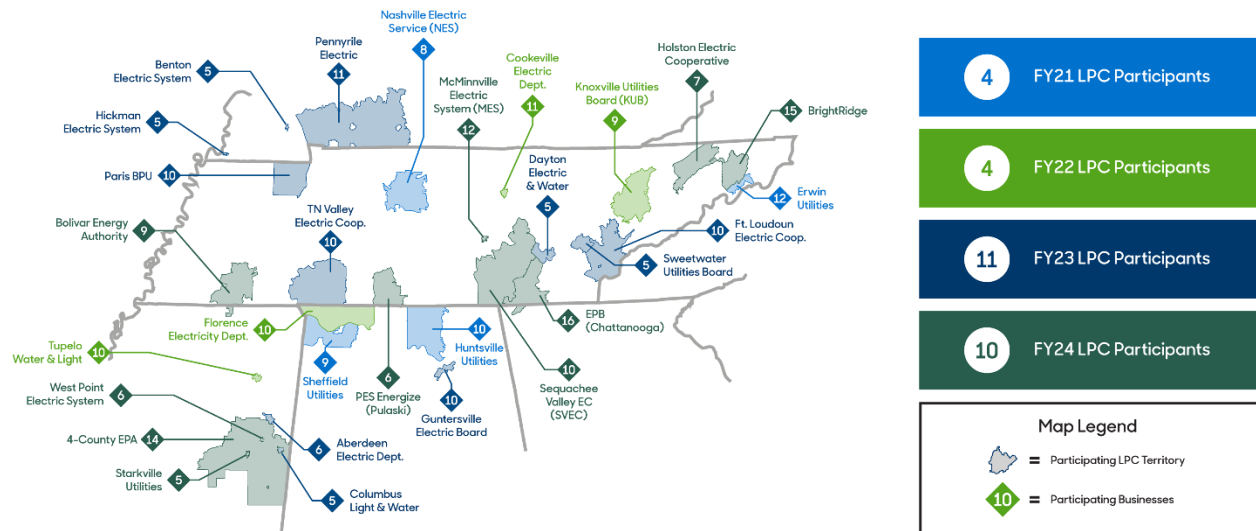 Nashville Electric
Service (NES)
8
Pennyrile
Electric
11
Benton
Electric System
5
Hickman
Electric System
5
Paris BPU
10
McMinnville
Electric
System (MES)
12
Cookeville
Electric
Dept.
11
Knoxville Utilities
Board (KUB)
9
Holston Electric
Cooperative
7
15
BrightRidge
12
Erwin
Utilities
Dayton
Electric
& Water
5
10
Ft. Loudoun
Electric Coop.
5
Sweetwater
Utilities Board
Bolivar Energy
Authority
9
TN Valley
Electric Coop.
10
16
EPB
(Chattanooga)
Florence
Electricity Dept.
10
10
Huntsville
Utilities
Tupelo
Water & Light
10
9
Sheffield
Utilities
6
PES Energize
(Pulaski)
10
Guntersville
Electric Board
10
Sequachee
Valley EC
(SVEC)
West Point
Electric System
6
4-County EPA
14
Starkville
Utilities
5
6
Aberdeen
Electric Dept.
5
Columbus
Light & Water
4 FY21 LPC Participants
4 FY22 LPC Participants
11 FY23 LPC Participants
10 FY24 LPC Participants
Map Legend
= Participating LPC Territory
10 = Participating Businesses